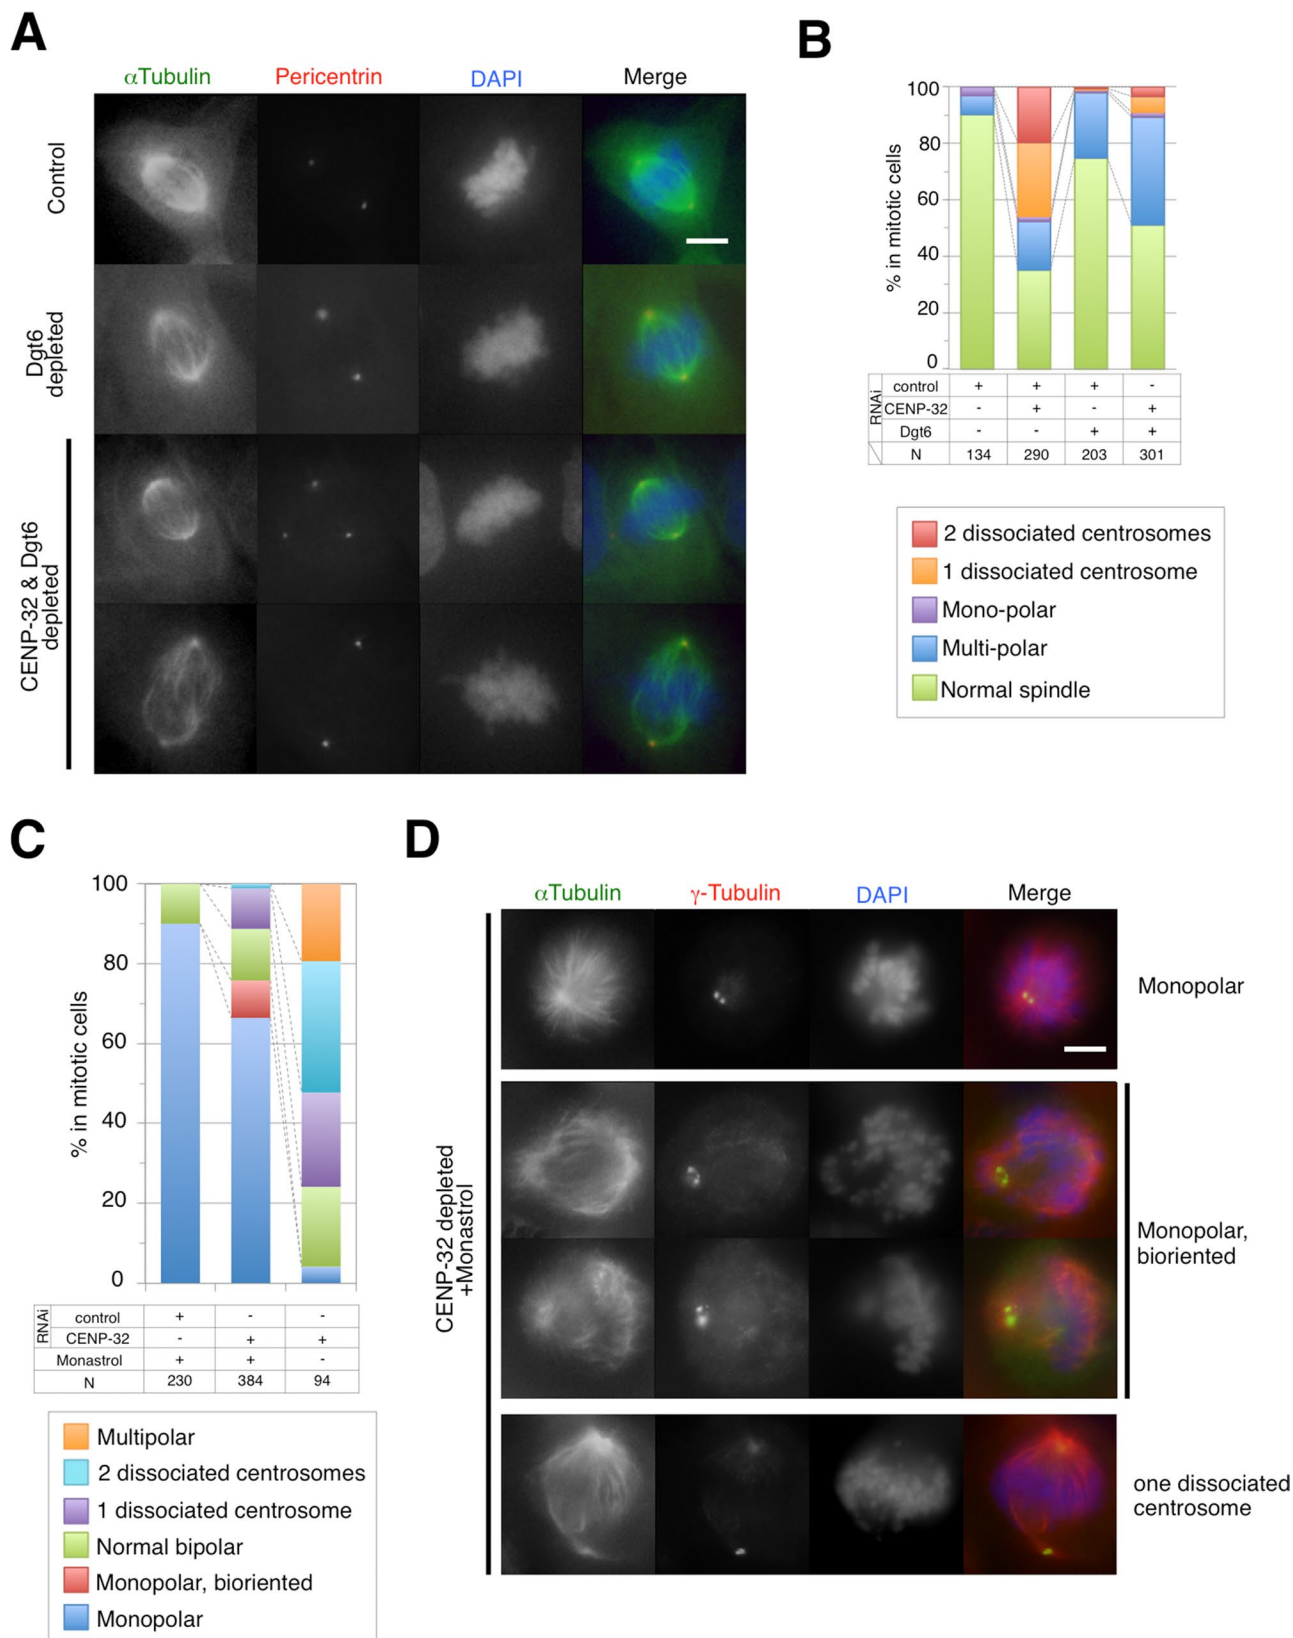 A
αTubulin Pericentrin DAPI Merge
Control
Dgt6
depleted
CENP-32 & Dgt6
depleted
B
% in mitotic cells
100
80
60
40
20
0
RNAi
control + + + -
CENP-32 - + - +
Dgt6 - - + +
N 134 290 203 301
2 dissociated centrosomes
1 dissociated centrosome
Mono-polar
Multi-polar
Normal spindle
C
% in mitotic cells
100
80
60
40
20
0
RNAi
control + - -
CENP-32 - + +
Monastrol + + -
N 230 384 94
Multipolar
2 dissociated centrosomes
1 dissociated centrosome
Normal bipolar
Monopolar, bioriented
Monopolar
D
αTubulin γ-Tubulin DAPI Merge
CENP-32 depleted
+Monastrol
Monopolar
Monopolar,
bioriented
one dissociated
centrosome